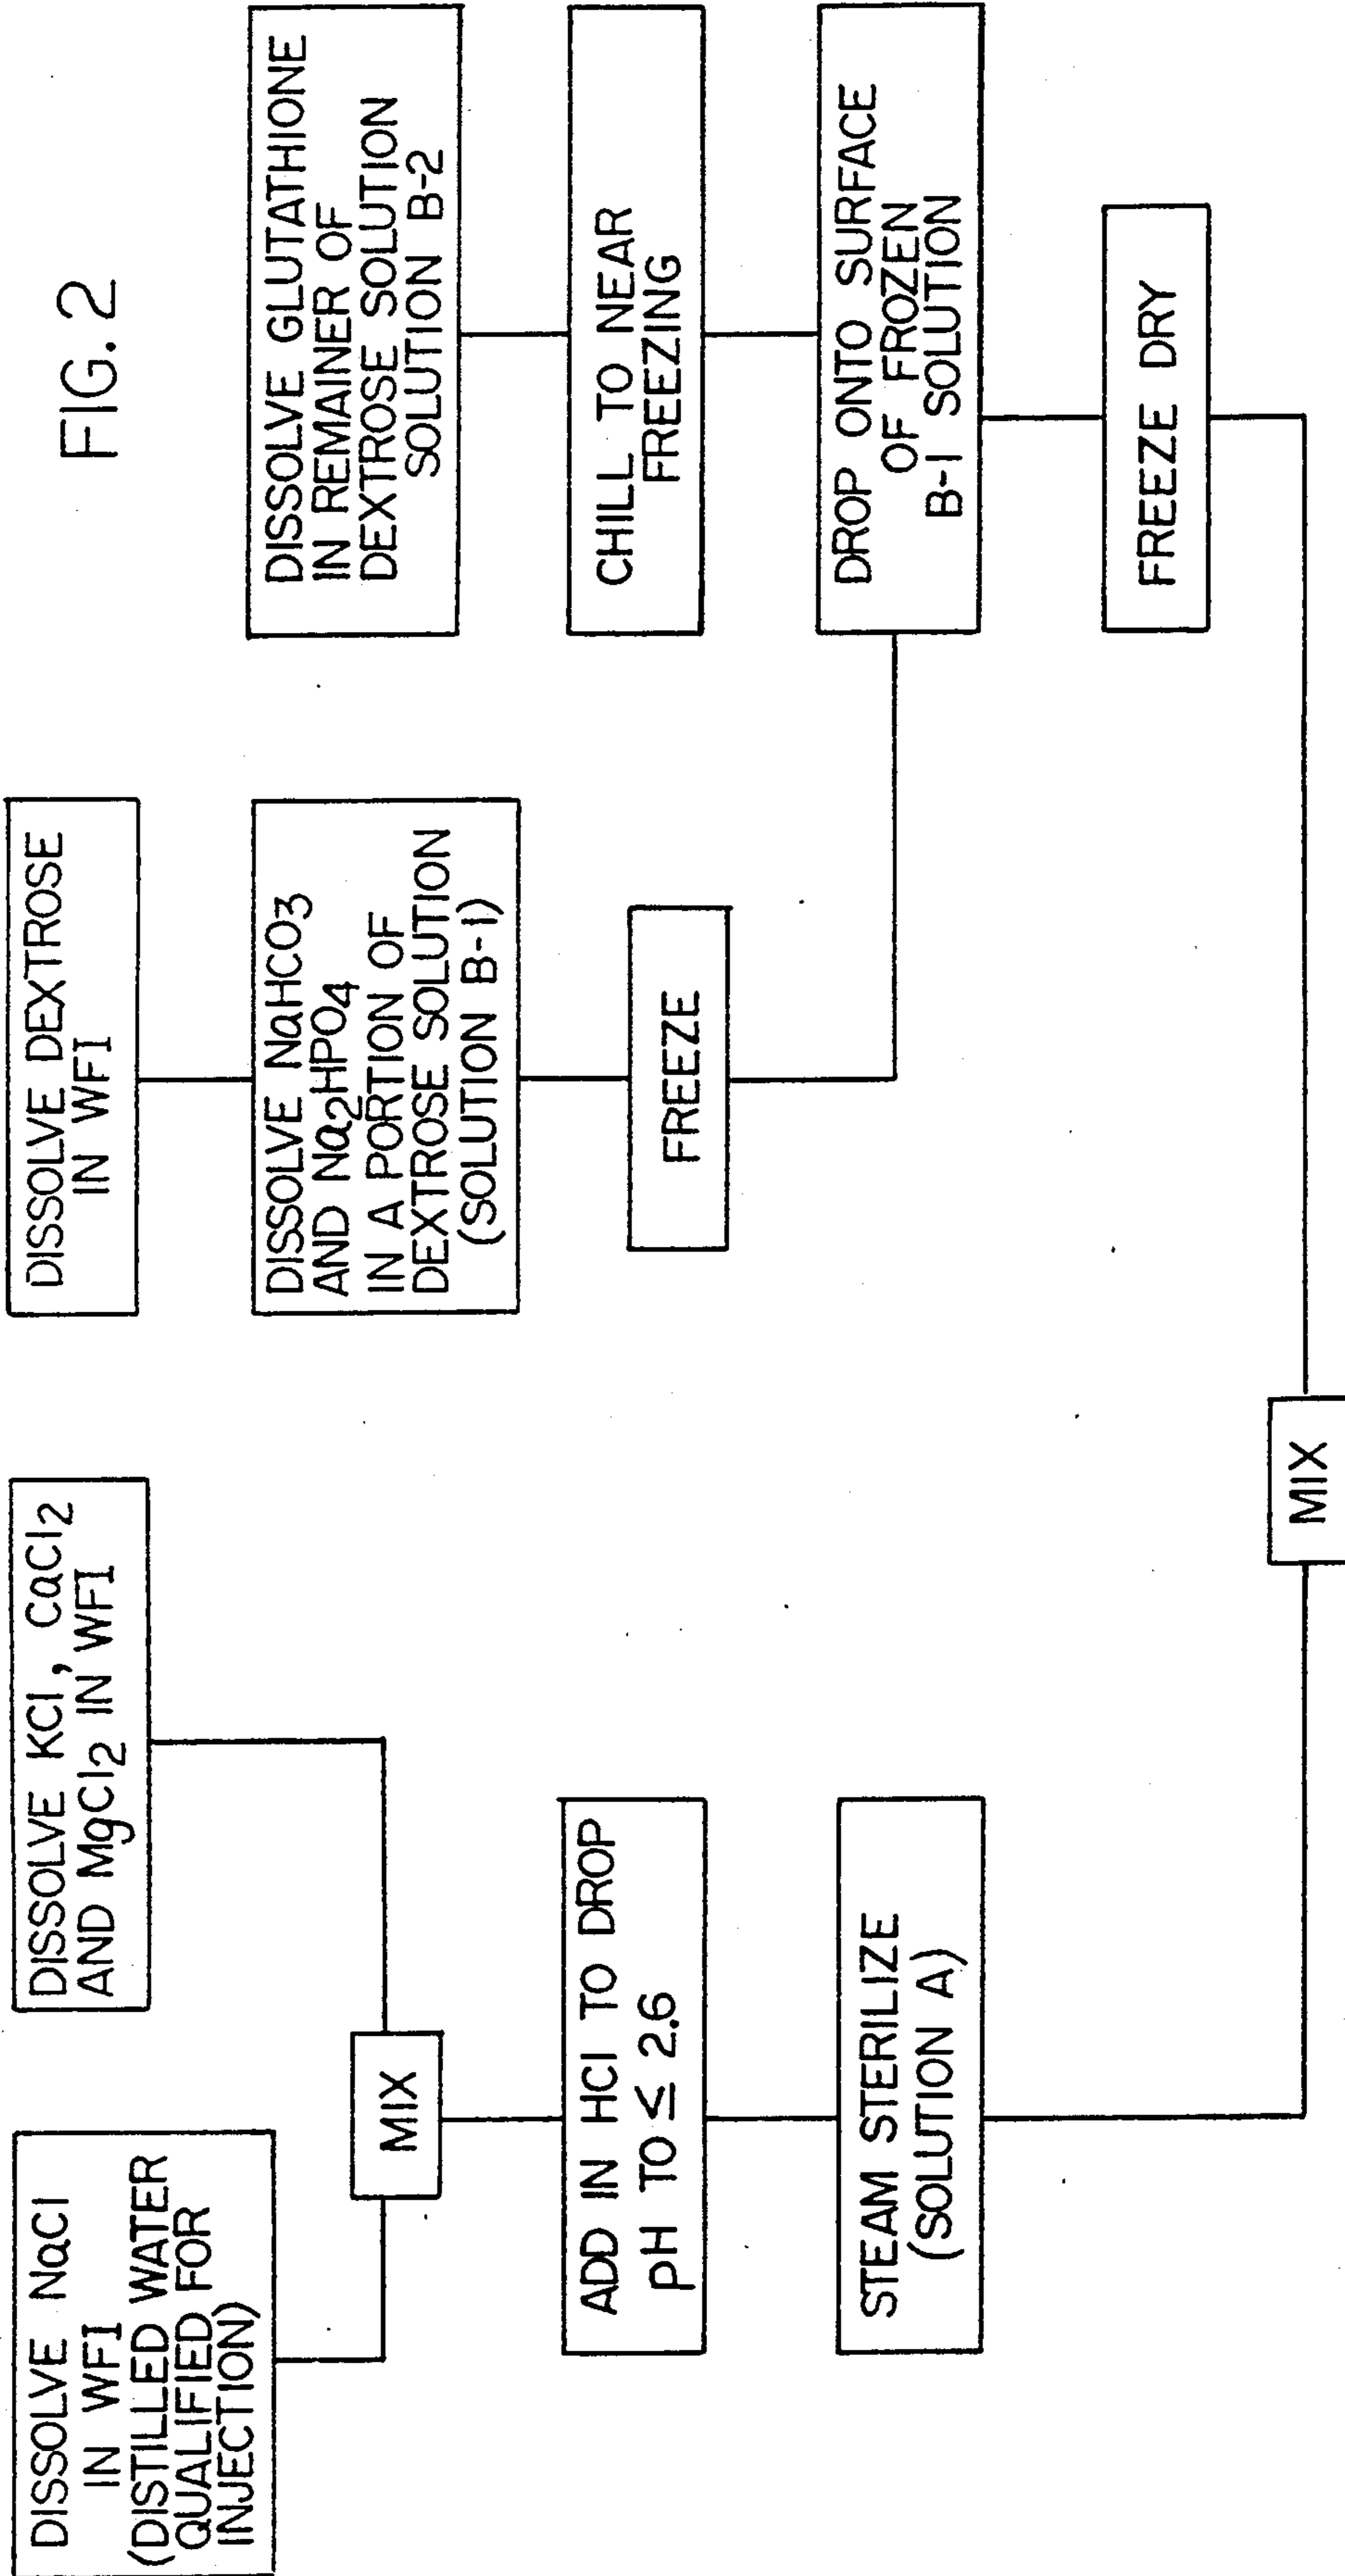 FIG. 2
DISSOLVE NaCl
IN WFI
(DISTILLED WATER
QUALIFIED FOR
INJECTION)
DISSOLVE KCl, CaCl2
AND MgCl2 IN WFI
MIX
ADD IN HCl TO DROP
pH TO ≤ 2.6
STEAM STERILIZE
(SOLUTION A)
DISSOLVE DEXTROSE
IN WFI
DISSOLVE NaHCO3
AND Na2HPO4
IN A PORTION OF
DEXTROSE SOLUTION
(SOLUTION B-1)
FREEZE
DISSOLVE GLUTATHIONE
IN REMAINER OF
DEXTROSE SOLUTION
SOLUTION B-2
CHILL TO NEAR
FREEZING
DROP ONTO SURFACE
OF FROZEN
B-1 SOLUTION
FREEZE DRY
MIX